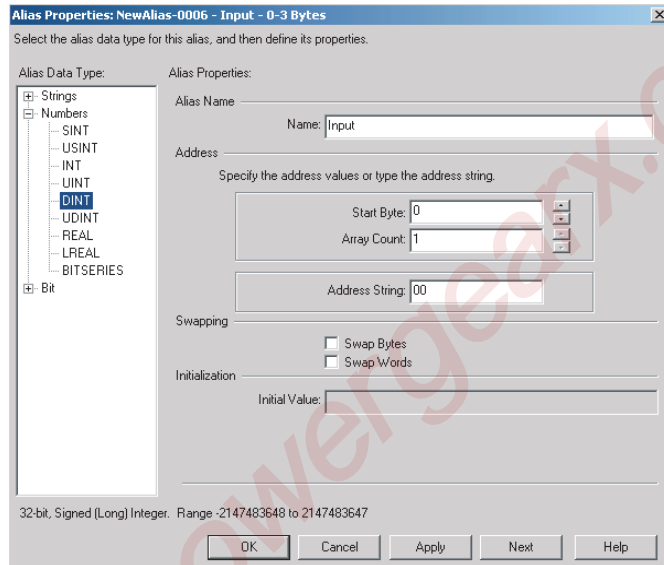 Alias Properties: NewAlias-0006 - Input - 0-3 Bytes
Select the alias data type for this alias, and then define its properties.
Alias Data Type:
Strings
Numbers
SINT
USINT
INT
UINT
DINT
UDINT
REAL
LREAL
BITSERIES
Bit
Alias Properties:
Alias Name
Name: Input
Address
Specify the address values or type the address string.
Start Byte: 0
Array Count: 1
Address String: 00
Swapping
Swap Bytes
Swap Words
Initialization
Initial Value:
32-bit, Signed (Long) Integer. Range -2147483648 to 2147483647
OK Cancel Apply Next Help
owergearx.c